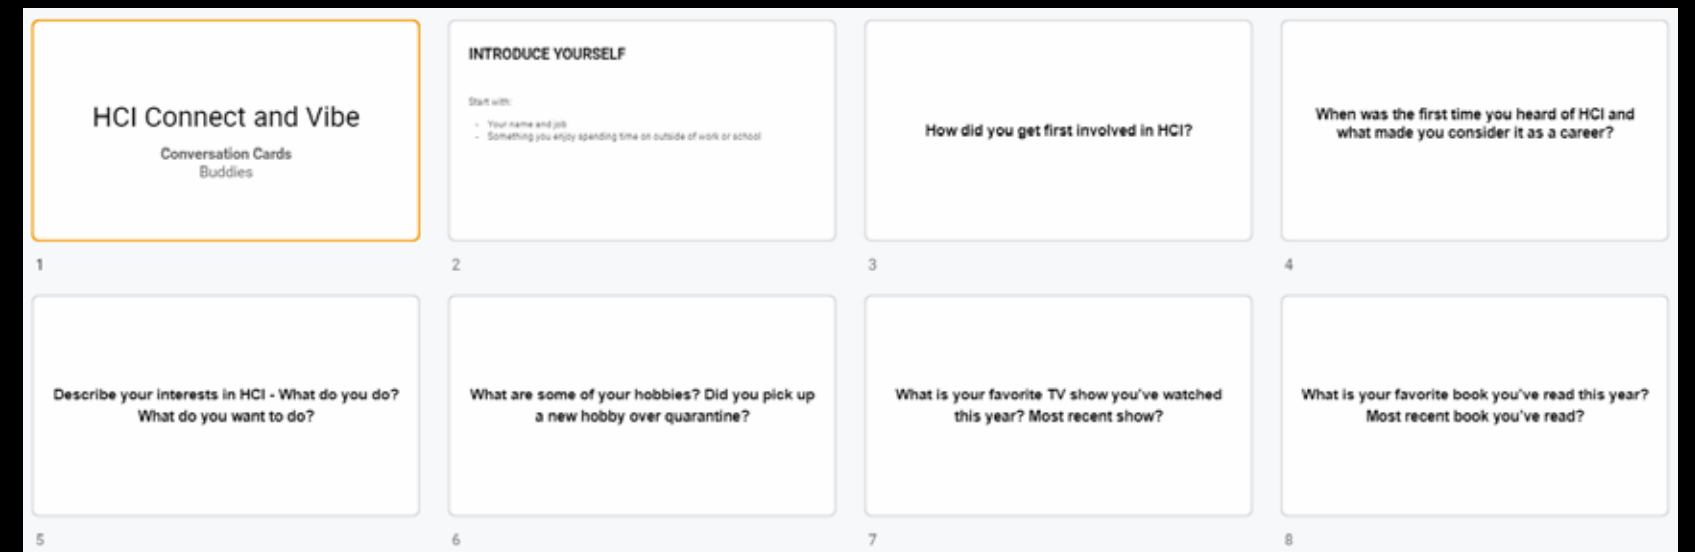 HCI Connect and Vibe
Conversation Cards
Buddies
1
INTRODUCE YOURSELF
Start with:
- Your name and job
- Something you enjoy spending time on outside of work or school
2
How did you get first involved in HCI?
3
When was the first time you heard of HCI and
what made you consider it as a career?
4
Describe your interests in HCI - What do you do?
What do you want to do?
5
What are some of your hobbies? Did you pick up
a new hobby over quarantine?
6
What is your favorite TV show you've watched
this year? Most recent show?
7
What is your favorite book you've read this year?
Most recent book you've read?
8